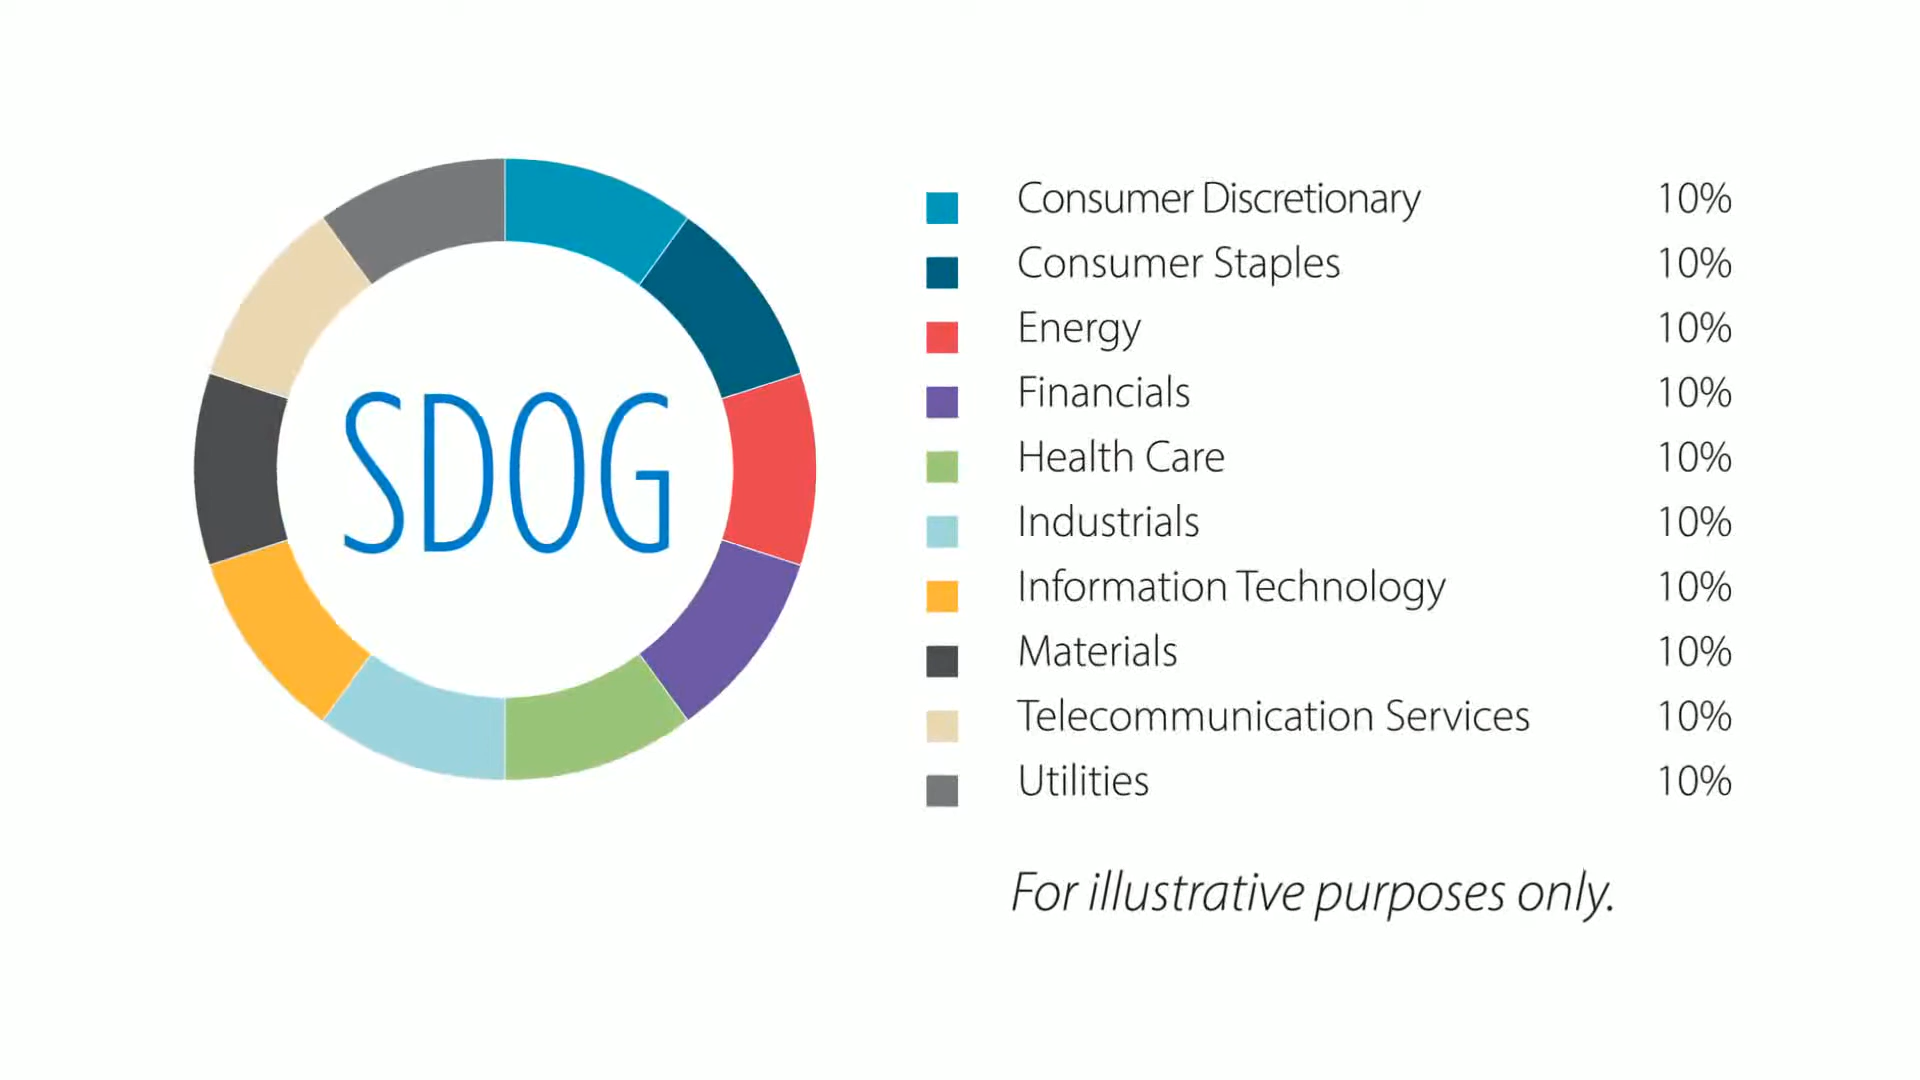 SDOG
Consumer Discretionary 10%
Consumer Staples 10%
Energy 10%
Financials 10%
Health Care 10%
Industrials 10%
Information Technology 10%
Materials 10%
Telecommunication Services 10%
Utilities 10%
For illustrative purposes only.